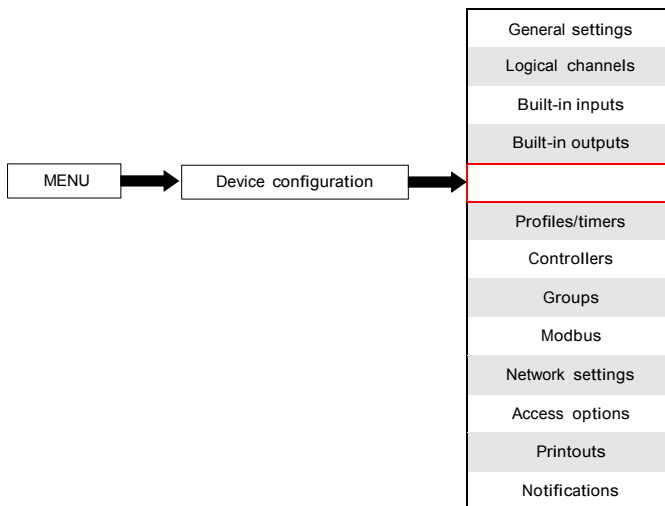 General settings
Logical channels
Built-in inputs
Built-in outputs
MENU
Device configuration
Profiles/timers
Controllers
Groups
Modbus
Network settings
Access options
Printouts
Notifications